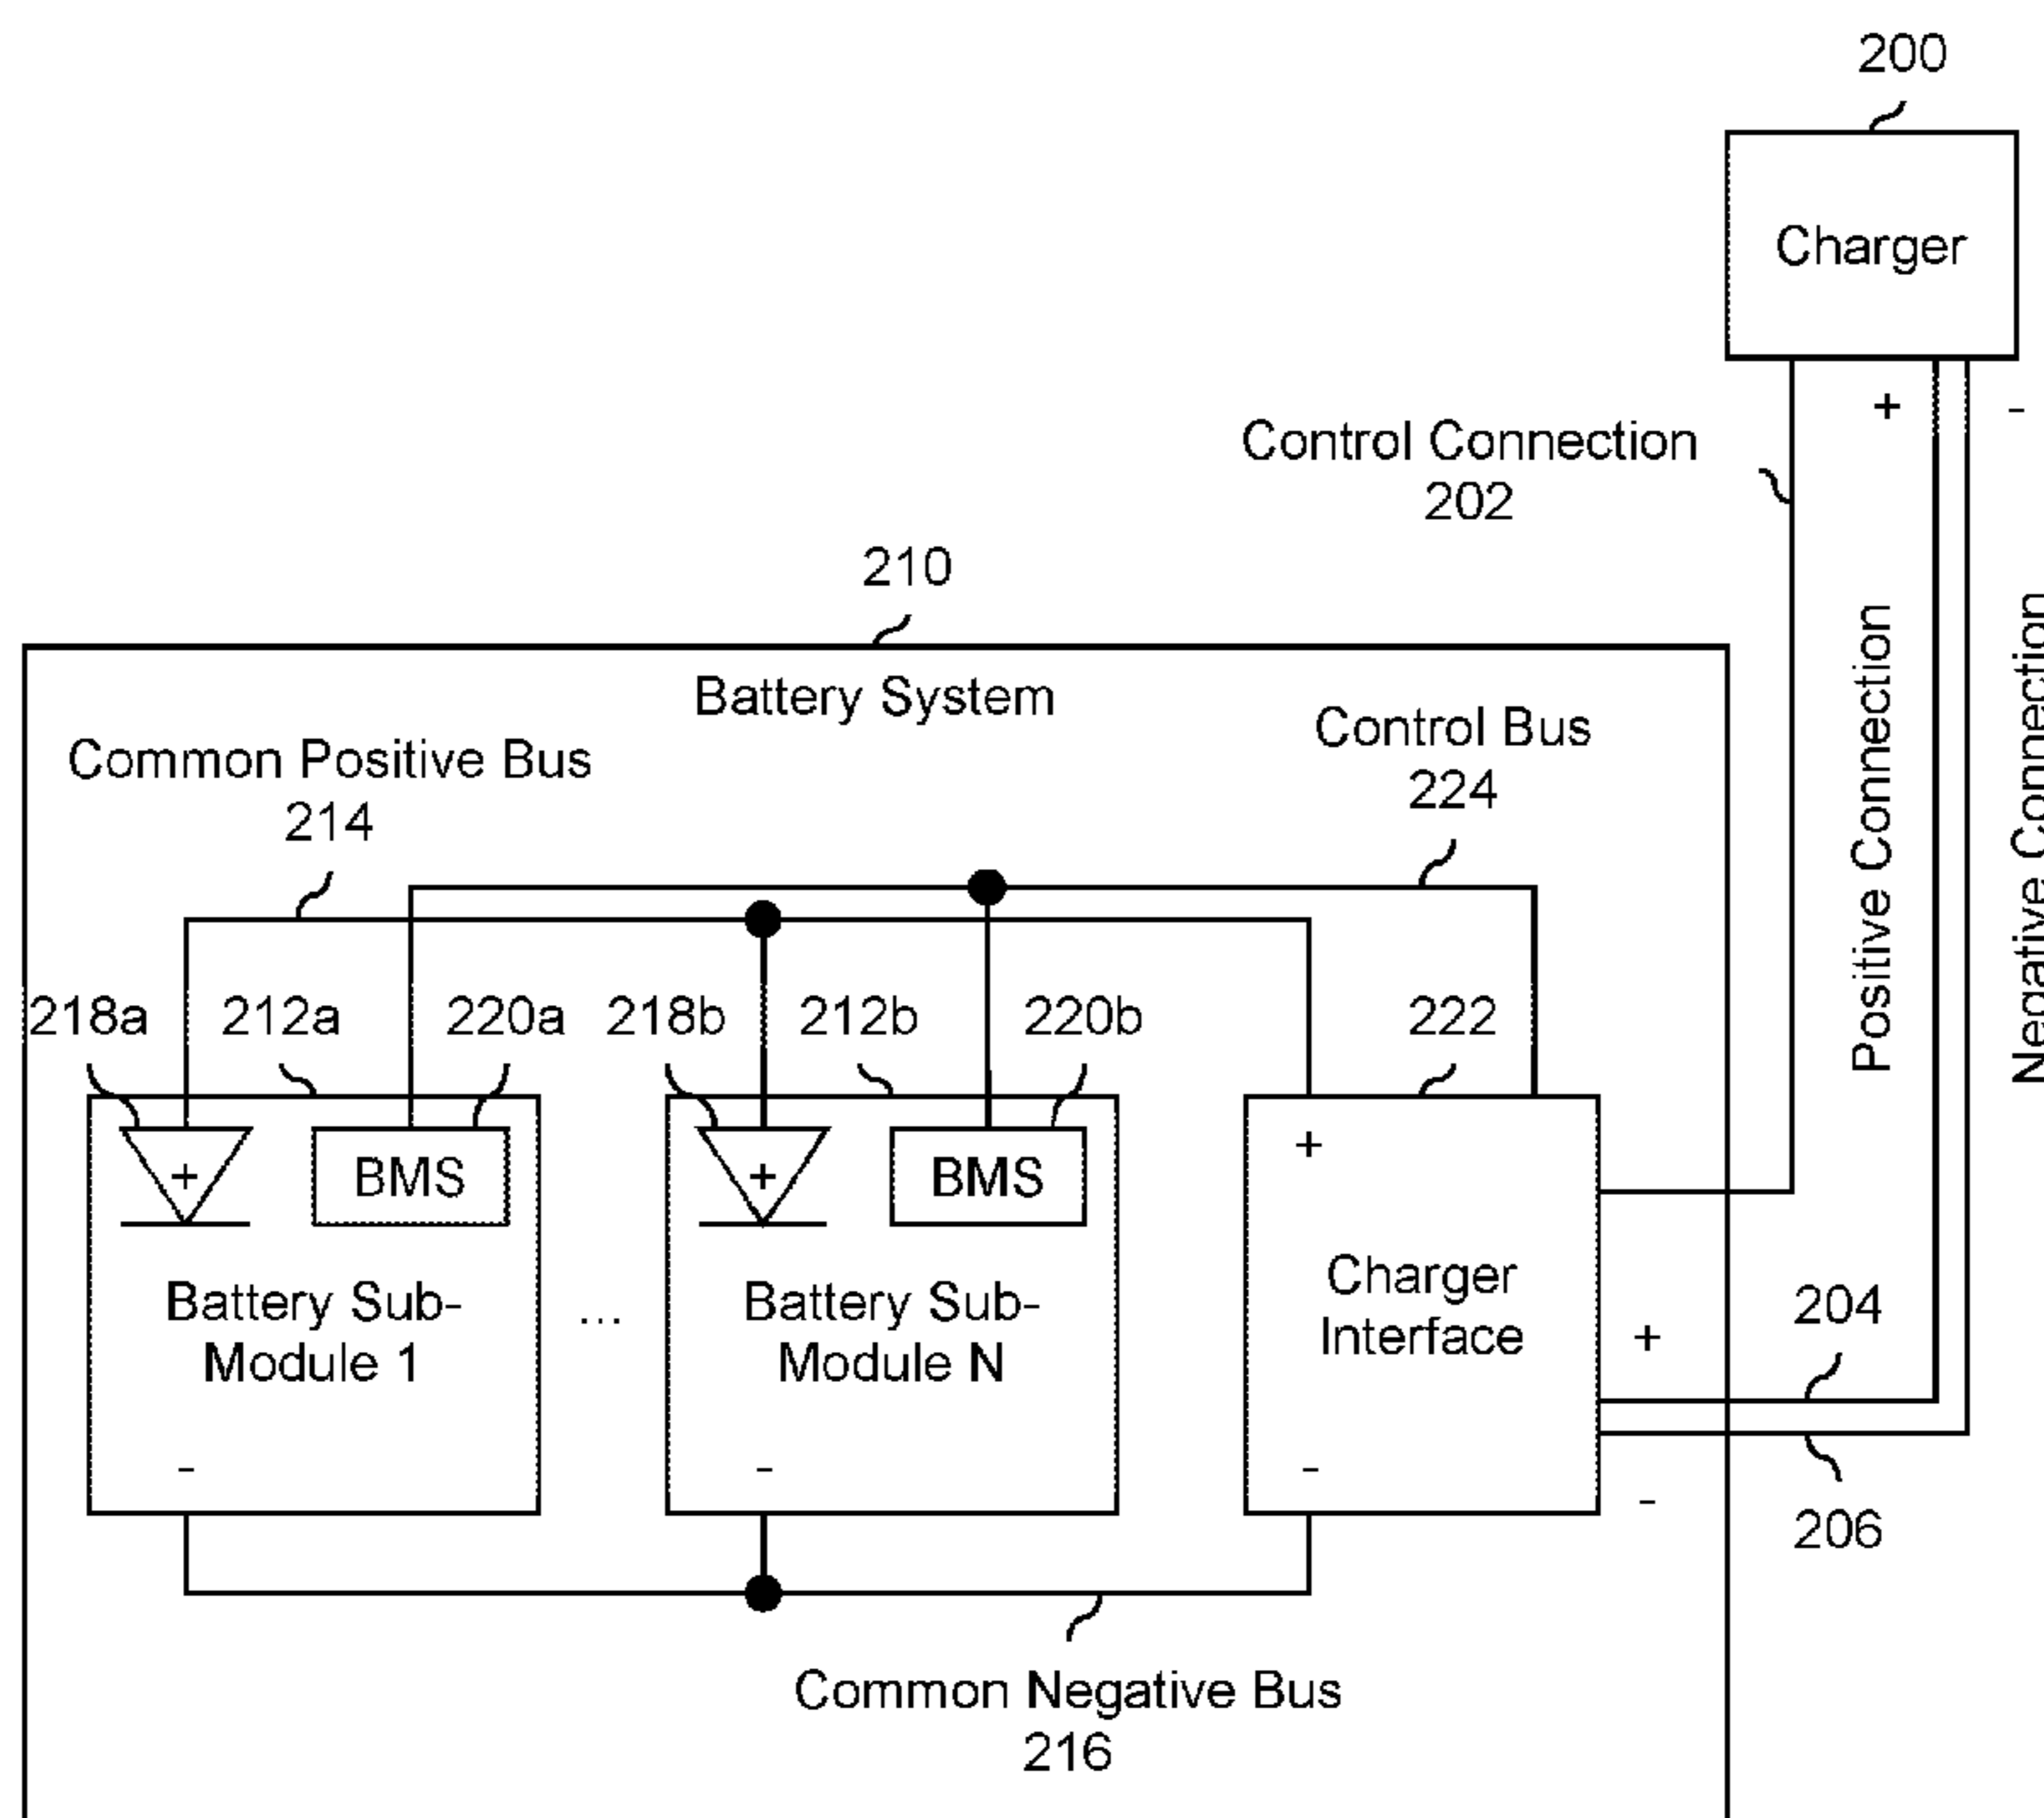 200
Charger
+ -
Control Connection
202
Positive Connection
Negative Connection
210
Battery System
Common Positive Bus
214
Control Bus
224
218a 212a 220a 218b 212b 220b 222
+ BMS + BMS +
Battery Sub-
Module 1
...
Battery Sub-
Module N
Charger
Interface
+
204
- - -
-
206
Common Negative Bus
216